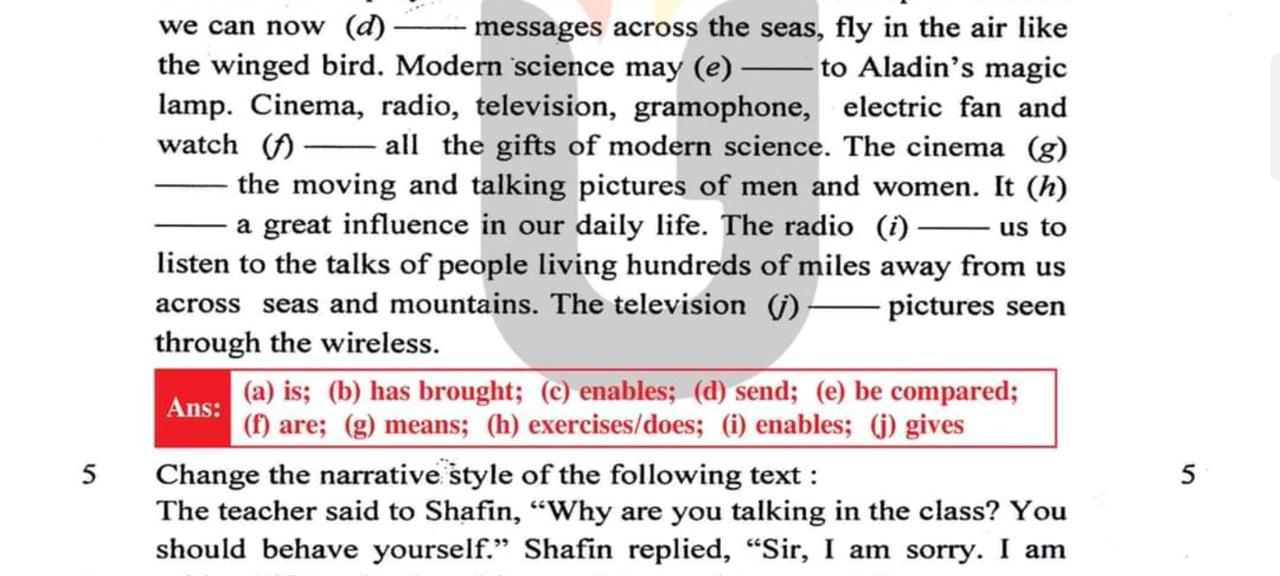 we can now (d) —— messages across the seas, fly in the air like
the winged bird. Modern science may (e) —— to Aladin's magic
lamp. Cinema, radio, television, gramophone, electric fan and
watch (f) —— all the gifts of modern science. The cinema (g)
—— the moving and talking pictures of men and women. It (h)
—— a great influence in our daily life. The radio (i) —— us to
listen to the talks of people living hundreds of miles away from us
across seas and mountains. The television (j) —— pictures seen
through the wireless.
Ans: (a) is; (b) has brought; (c) enables; (d) send; (e) be compared;
(f) are; (g) means; (h) exercises/does; (i) enables; (j) gives
5 Change the narrative style of the following text : 5
The teacher said to Shafin, “Why are you talking in the class? You
should behave yourself.” Shafin replied, “Sir, I am sorry. I am